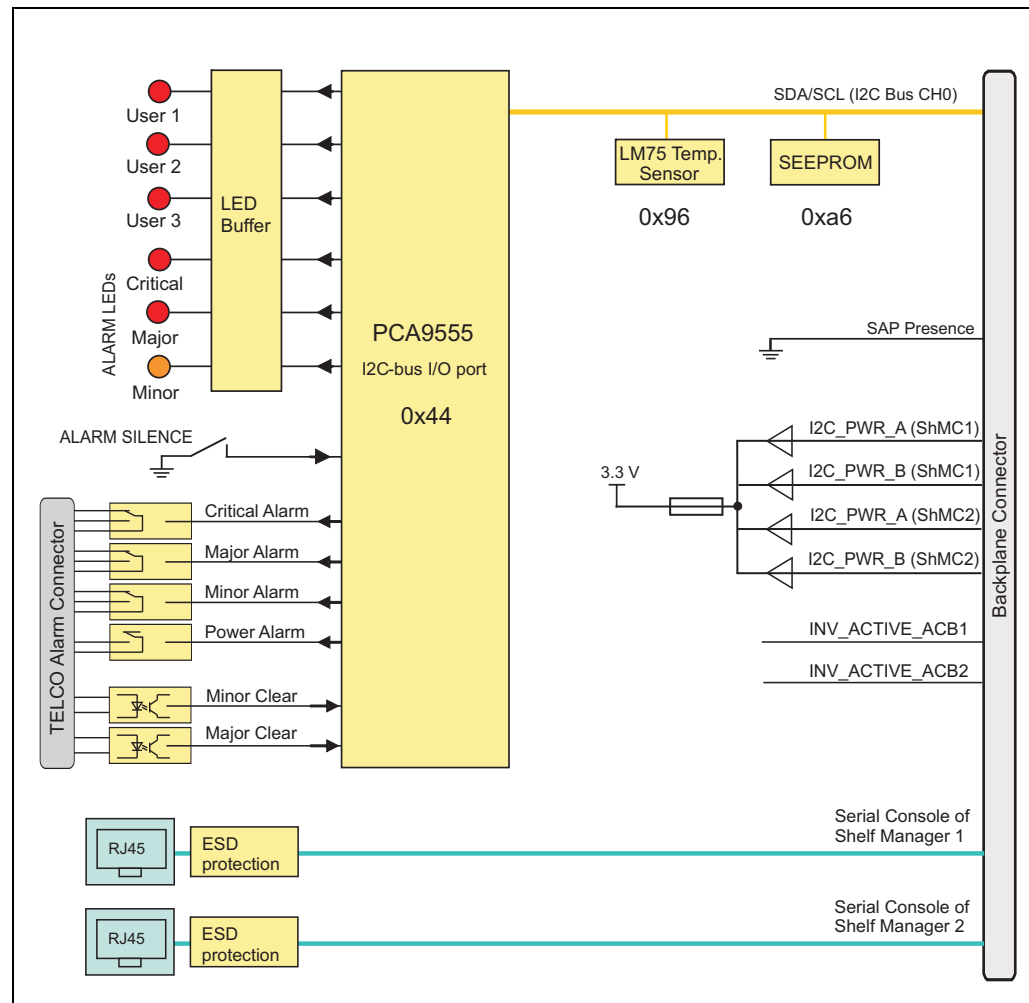 SDA/SCL (I2C Bus CH0)
User 1
User 2
User 3
Critical
Major
Minor
ALARM LEDs
LED
Buffer
PCA9555
I2C-bus I/O port
0x44
LM75 Temp.
Sensor
0x96
SEEPROM
0xa6
SAP Presence
ALARM SILENCE
I2C_PWR_A (ShMC1)
I2C_PWR_B (ShMC1)
I2C_PWR_A (ShMC2)
I2C_PWR_B (ShMC2)
3.3 V
Backplane Connector
TELCO Alarm Connector
Critical Alarm
Major Alarm
Minor Alarm
Power Alarm
Minor Clear
Major Clear
INV_ACTIVE_ACB1
INV_ACTIVE_ACB2
RJ45
ESD
protection
Serial Console of
Shelf Manager 1
RJ45
ESD
protection
Serial Console of
Shelf Manager 2